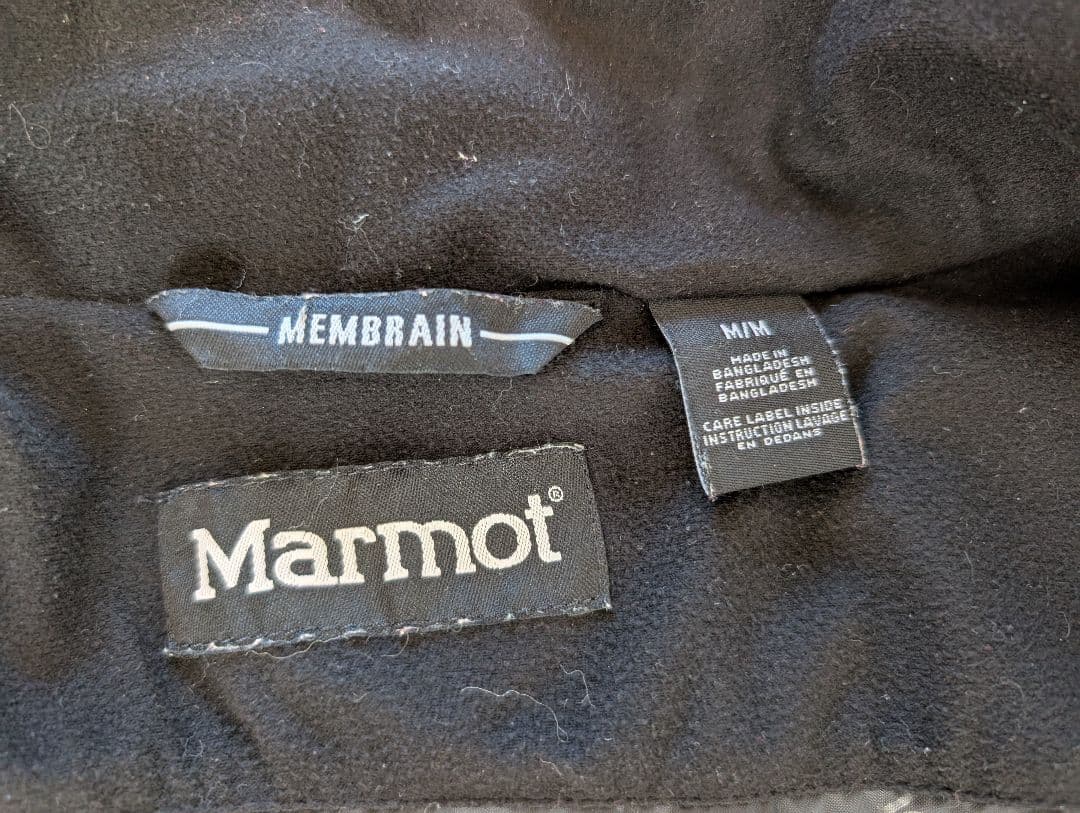 MEMBRAIN
M/M
MADE IN
BANGLADESH
FABRIQUÉ EN
BANGLADESH
CARE LABEL INSIDE
INSTRUCTION LAVAGE
EN DEDANS
Marmot®